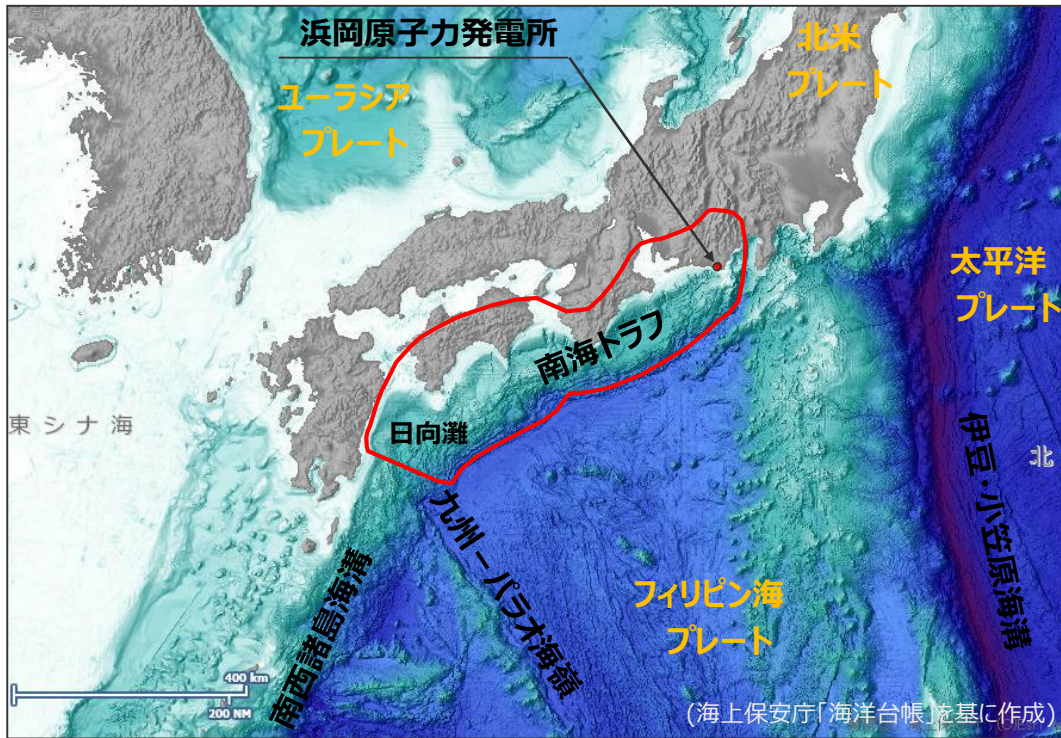 浜岡原子力発電所
北米
プレート
ユーラシア
プレート
太平洋
プレート
南海トラフ
東シナ海
日向灘
北
九州－パラオ海嶺
伊豆・小笠原海溝
南西諸島海溝
フィリピン海
プレート
400 km
200 NM
(海上保安庁「海洋台帳」を基に作成)